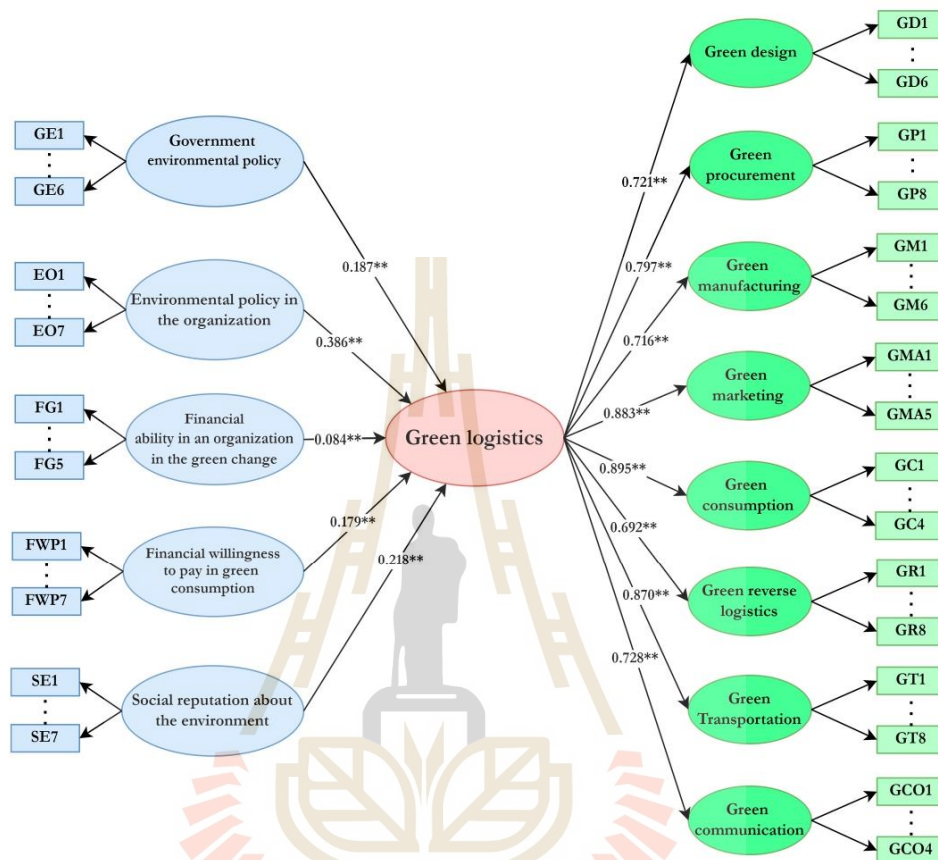 GE1
GE6
Government
environmental policy
0.187**
EO1
EO7
Environmental policy in
the organization
0.386**
FG1
FG5
Financial
ability in an organization
in the green change
0.084**
FWP1
FWP7
Financial willingness
to pay in green
consumption
0.179**
SE1
SE7
Social reputation about
the environment
0.218**
Green logistics
0.721**
Green design
GD1
GD6
0.797**
Green
procurement
GP1
GP8
0.716**
Green
manufacturing
GM1
GM6
0.883**
Green
marketing
GMA1
GMA5
0.895**
Green
consumption
GC1
GC4
0.692**
Green reverse
logistics
GR1
GR8
0.870**
Green
Transportation
GT1
GT8
0.728**
Green
communication
GCO1
GCO4